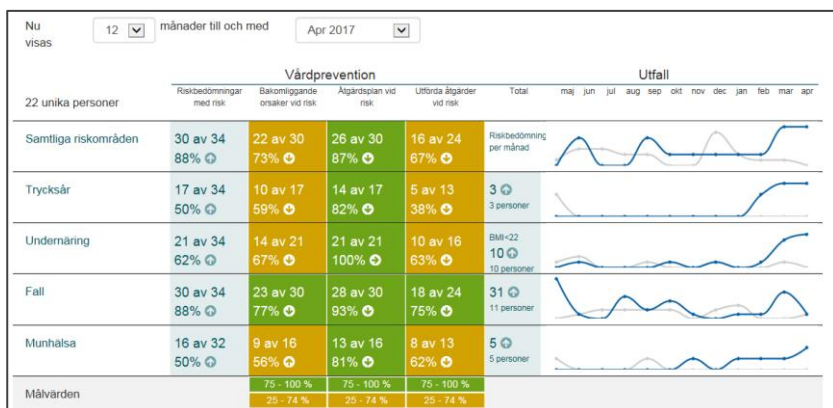 Nu visas 12 månader till och med Apr 2017
Vårdprevention Utfall
22 unika personer Riskbedömningar med risk Bakomliggande orsaker vid risk Åtgärdsplan vid risk Utförda åtgärder vid risk Total maj jun jul aug sep okt nov dec jan feb mar apr
Samtliga riskområden 30 av 34 22 av 30 26 av 30 16 av 24 Riskbedömning per månad
88% 73% 87% 67%
Trycksår 17 av 34 10 av 17 14 av 17 5 av 13 3
50% 59% 82% 38% 3 personer
Undernäring 21 av 34 14 av 21 21 av 21 10 av 16 BMI<22
62% 67% 100% 63% 10
10 personer
Fall 30 av 34 23 av 30 28 av 30 18 av 24 31
88% 77% 93% 75% 11 personer
Munhälsa 16 av 32 9 av 16 13 av 16 8 av 13 5
50% 56% 81% 62% 5 personer
Målvärden 75 - 100 % 75 - 100 % 75 - 100 %
25 - 74 % 25 - 74 % 25 - 74 %